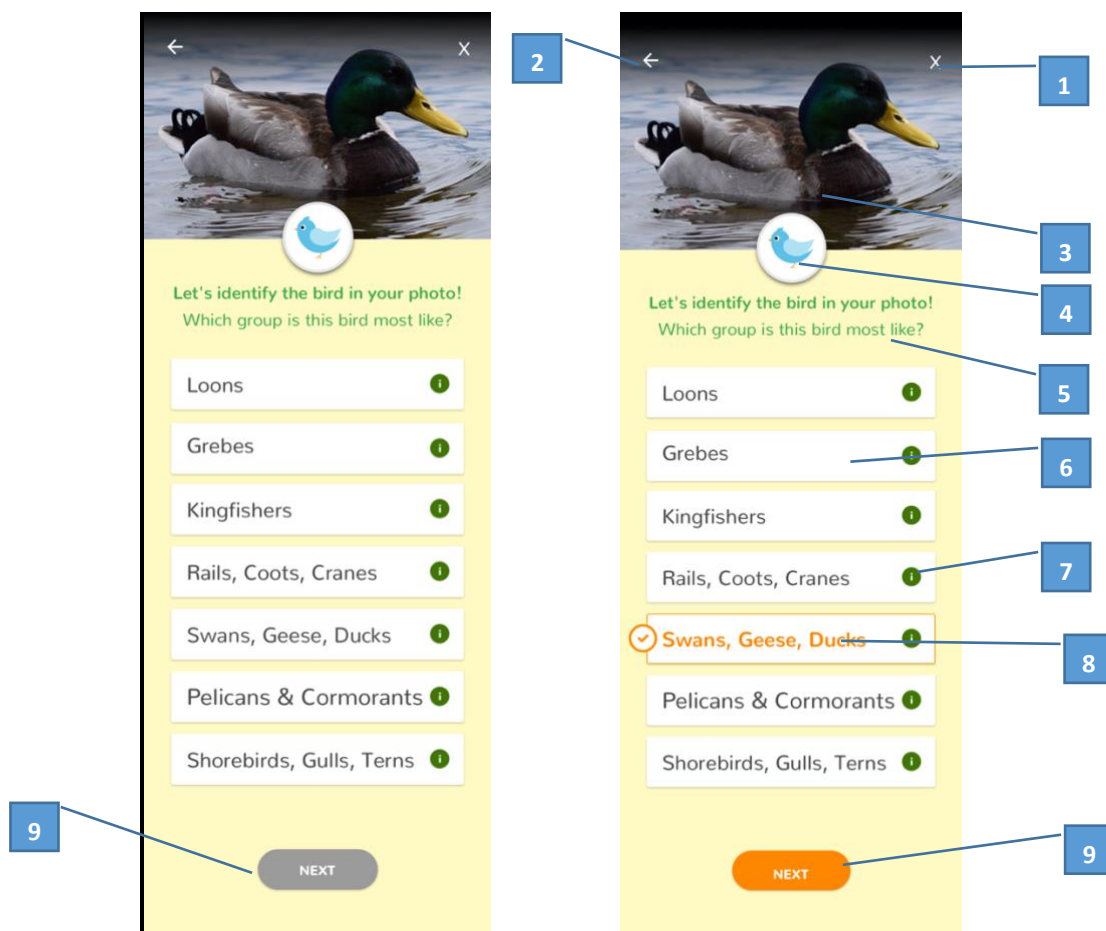 X
Let's identify the bird in your photo!
Which group is this bird most like?
Loons
i
Grebes
i
Kingfishers
i
Rails, Coots, Cranes
i
Swans, Geese, Ducks
i
Pelicans & Cormorants
i
Shorebirds, Gulls, Terns
i
NEXT
9
2
X
1
3
4
Let's identify the bird in your photo!
Which group is this bird most like?
5
Loons
i
Grebes
i
6
Kingfishers
i
Rails, Coots, Cranes
i
7
Swans, Geese, Ducks
i
8
Pelicans & Cormorants
i
Shorebirds, Gulls, Terns
i
NEXT
9